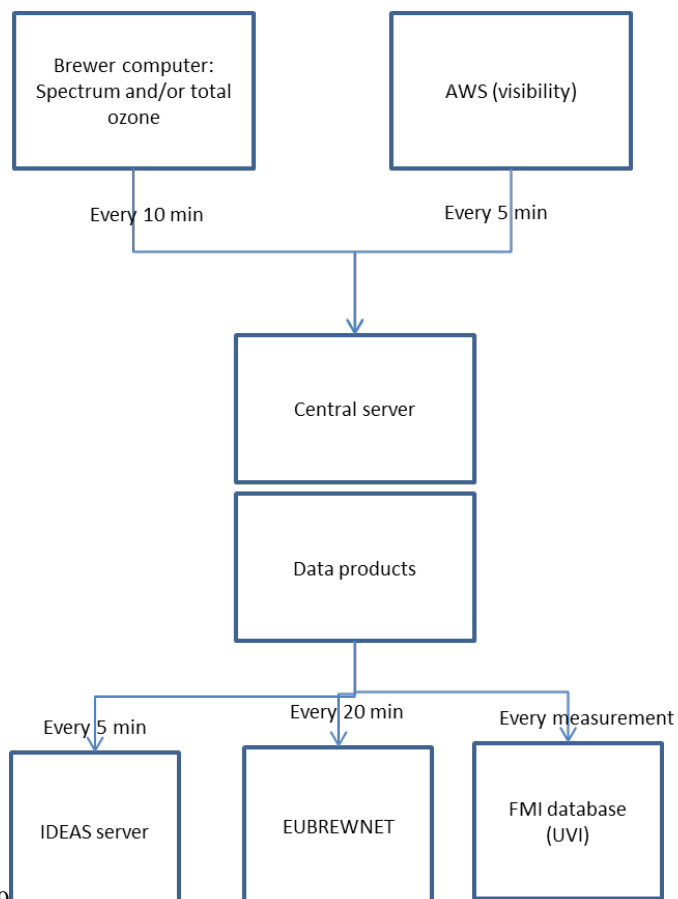 Brewer computer:
Spectrum and/or total
ozone
AWS (visibility)
Every 10 min
Every 5 min
Central server
Data products
Every 5 min
Every 20 min
Every measurement
IDEAS server
EUBREWNET
FMI database
(UVI)